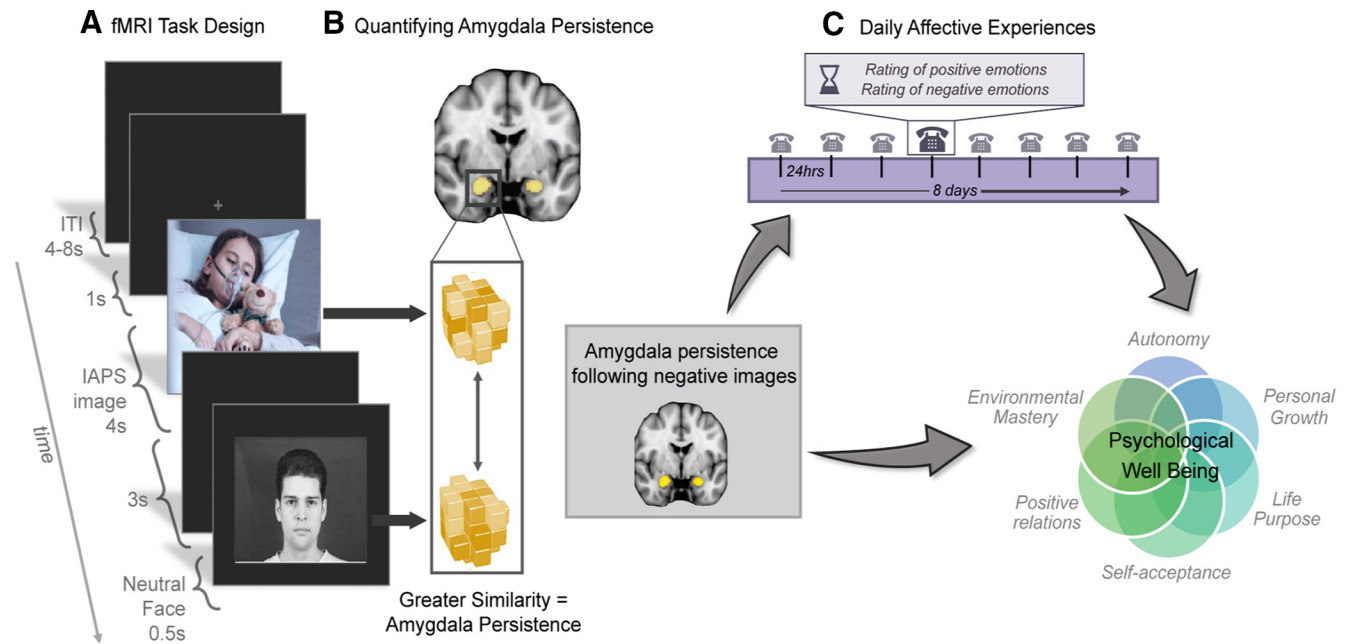 A fMRI Task Design
ITI
4-8s
+
1s
IAPS
image
4s
3s
Neutral
Face
0.5s
time
B Quantifying Amygdala Persistence
Greater Similarity =
Amygdala Persistence
C Daily Affective Experiences
Rating of positive emotions
Rating of negative emotions
24hrs
8 days
Amygdala persistence
following negative images
Autonomy
Environmental
Mastery
Personal
Growth
Psychological
Well Being
Positive
relations
Life
Purpose
Self-acceptance